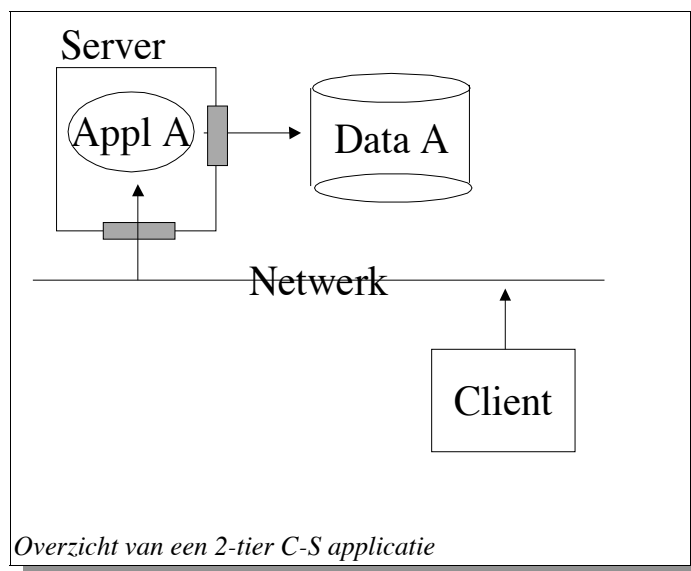 Server
Appl A
Data A
Netwerk
Client
Overzicht van een 2-tier C-S applicatie